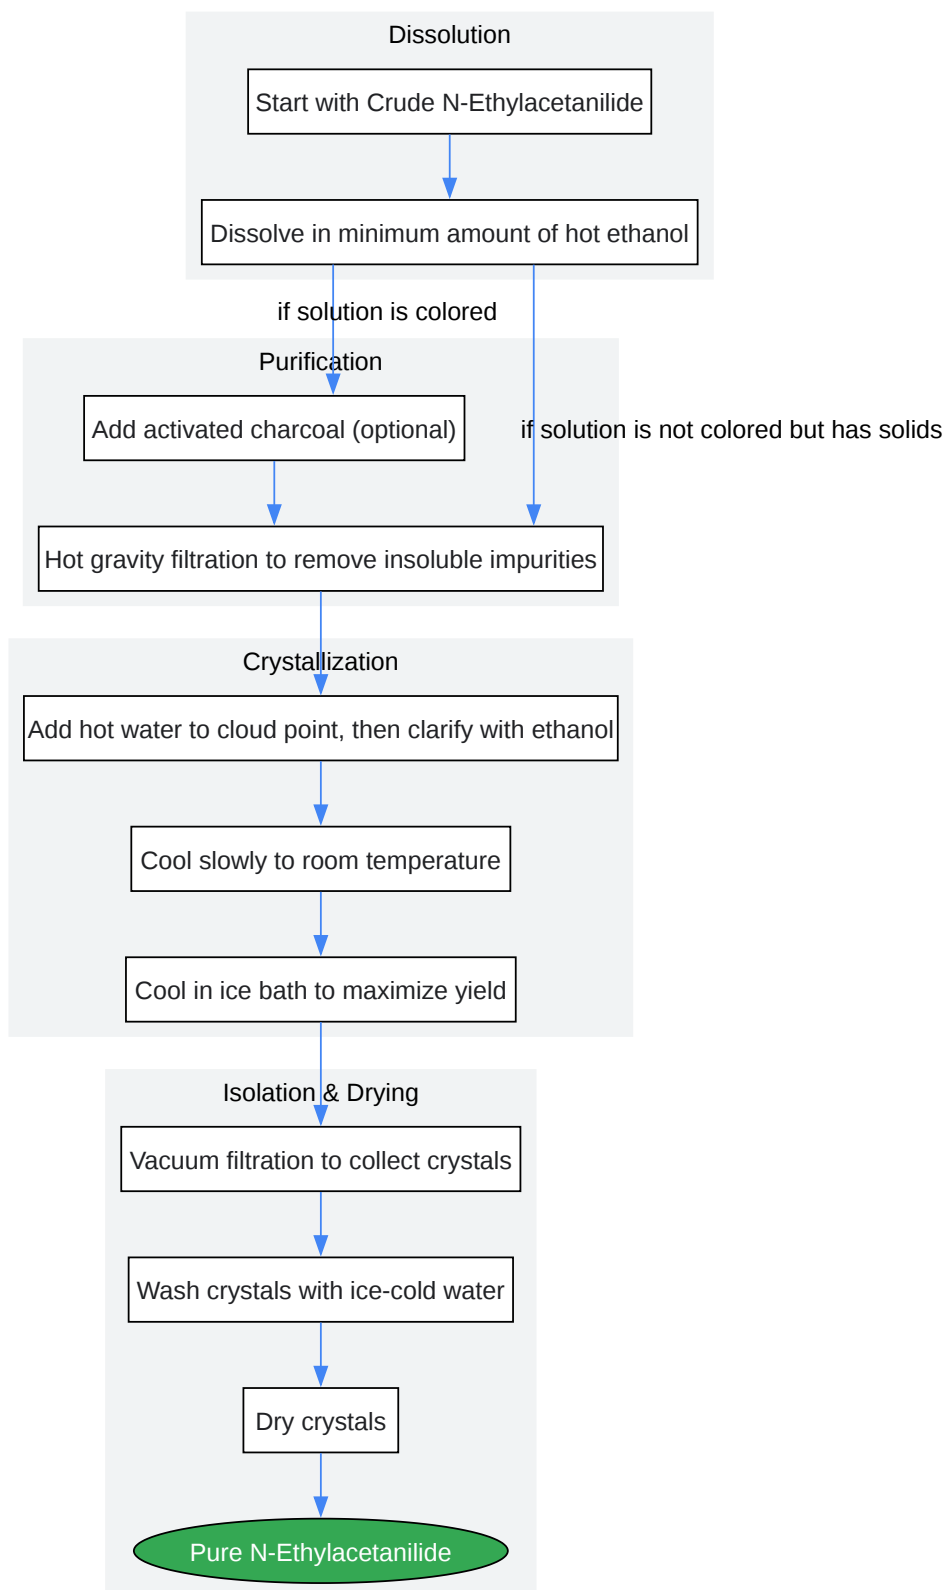 Dissolution
Start with Crude N-Ethylacetanilide
Dissolve in minimum amount of hot ethanol
if solution is colored
Purification
Add activated charcoal (optional)
if solution is not colored but has solids
Hot gravity filtration to remove insoluble impurities
Crystallization
Add hot water to cloud point, then clarify with ethanol
Cool slowly to room temperature
Cool in ice bath to maximize yield
Isolation & Drying
Vacuum filtration to collect crystals
Wash crystals with ice-cold water
Dry crystals
Pure N-Ethylacetanilide